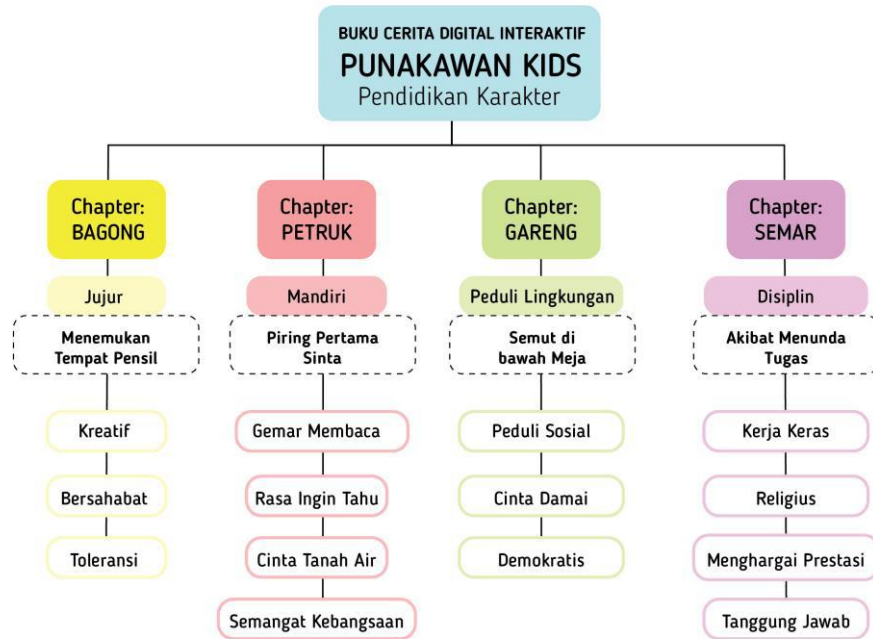 BUKU CERITA DIGITAL INTERAKTIF
PUNAKAWAN KIDS
Pendidikan Karakter
Chapter:
BAGONG
Jujur
Menemukan
Tempat Pensil
Kreatif
Bersahabat
Toleransi
Chapter:
PETRUK
Mandiri
Piring Pertama
Sinta
Gemar Membaca
Rasa Ingin Tahu
Cinta Tanah Air
Semangat Kebangsaan
Chapter:
GARENG
Peduli Lingkungan
Semut di
bawah Meja
Peduli Sosial
Cinta Damai
Demokratis
Chapter:
SEMAR
Disiplin
Akibat Menunda
Tugas
Kerja Keras
Religius
Menghargai Prestasi
Tanggung Jawab